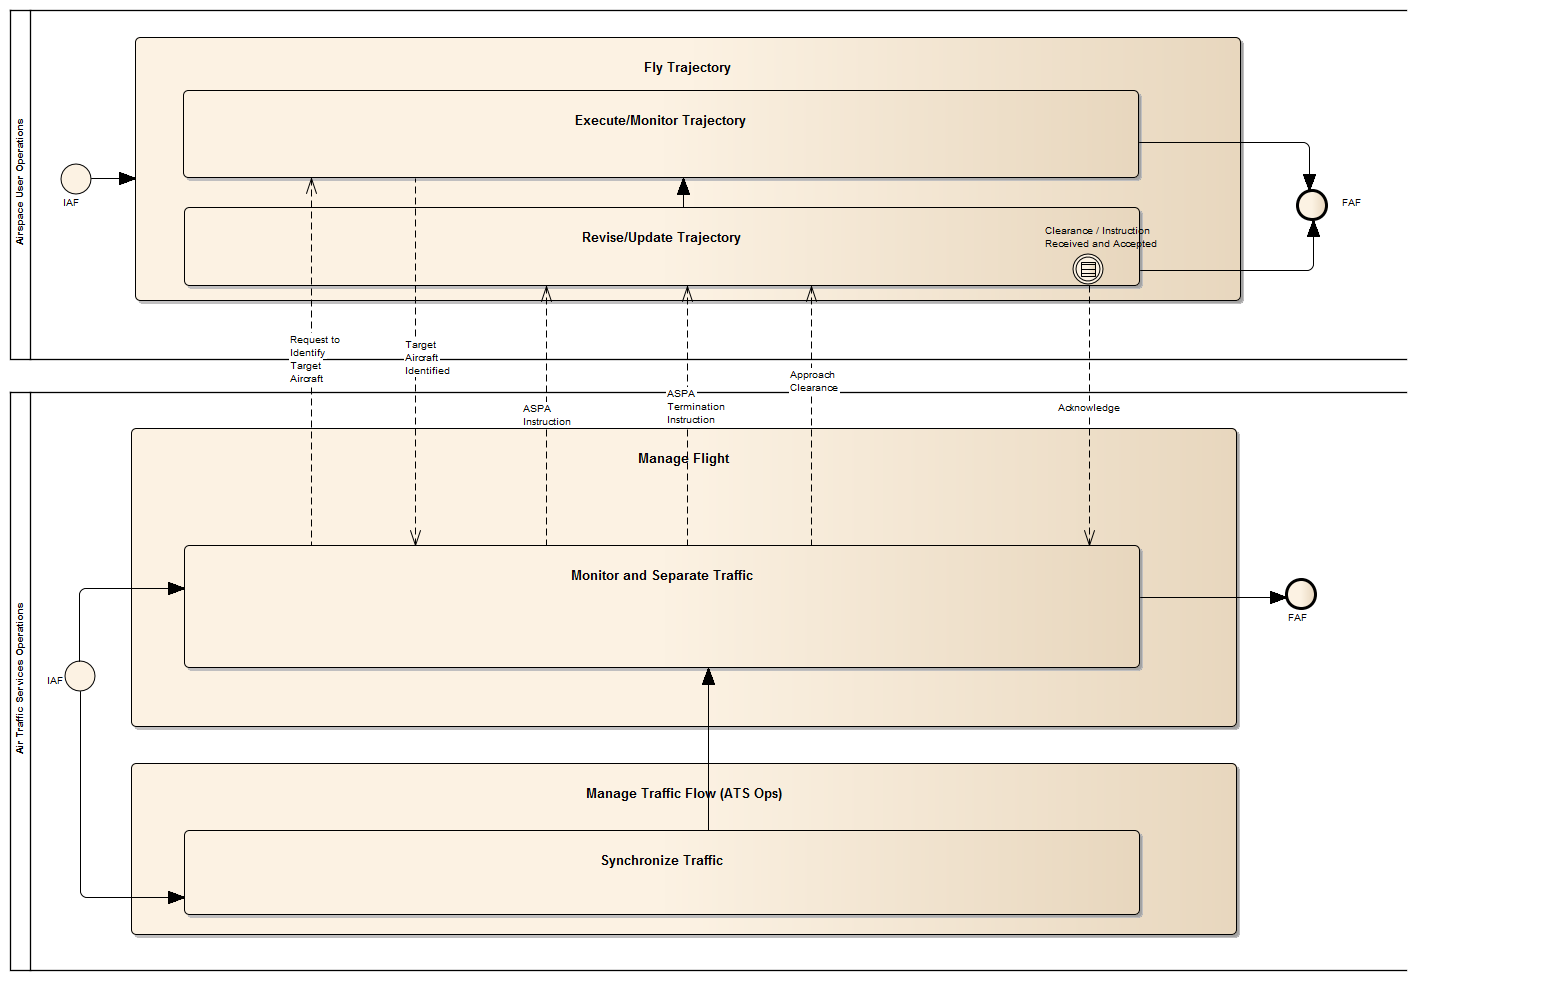 Airspace User Operations
Fly Trajectory
Execute/Monitor Trajectory
IAF
FAF
Revise/Update Trajectory
Clearance / Instruction
Received and Accepted
Request to
Identify
Target
Aircraft
Target
Aircraft
Identified
ASPA
Instruction
ASPA
Termination
Instruction
Approach
Clearance
Acknowledge
Air Traffic Services Operations
Manage Flight
Monitor and Separate Traffic
FAF
IAF
Manage Traffic Flow (ATS Ops)
Synchronize Traffic